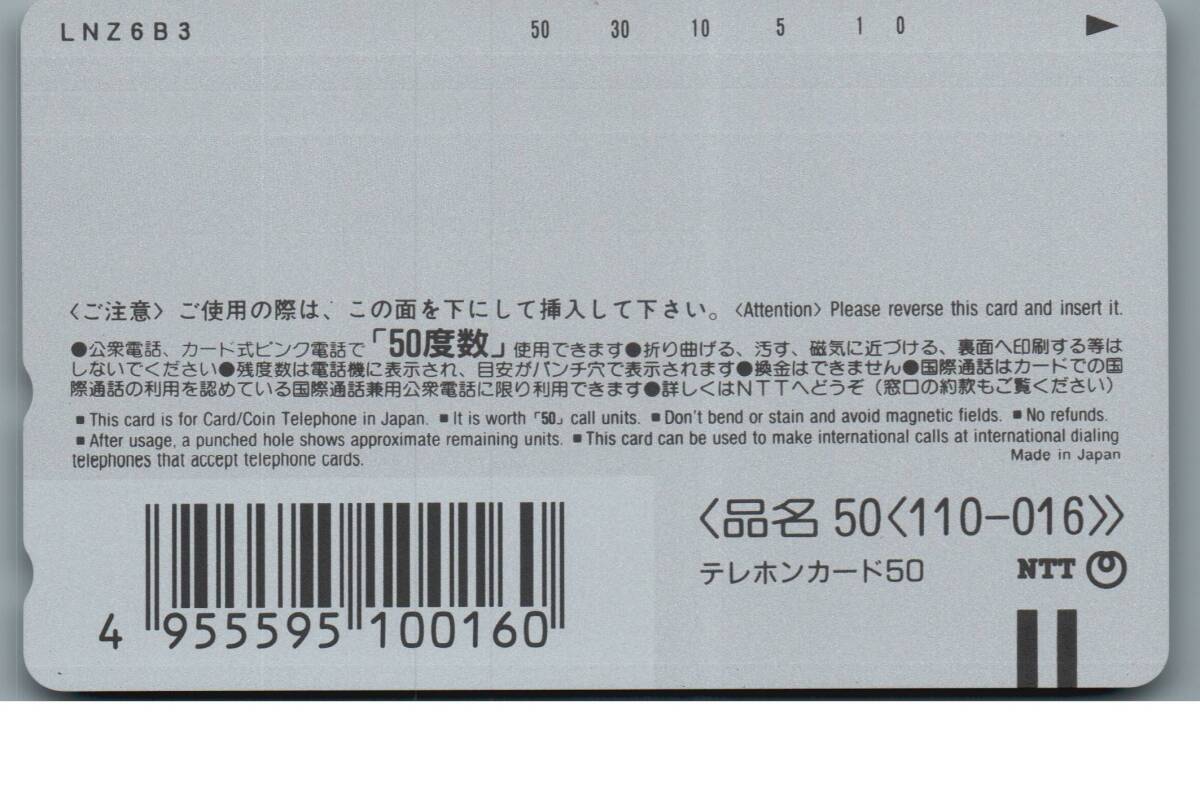 LNZ6B3 50 30 10 5 1 0 ▶
〈ご注意〉ご使用の際は、この面を下にして挿入して下さい。〈Attention〉Please reverse this card and insert it.
●公衆電話、カード式ピンク電話で「50度数」使用できます●折り曲げる、汚す、磁気に近づける、裏面へ印刷する等は
しないでください●残度数は電話機に表示され、目安がパンチ穴で表示されます●換金はできません●国際通話はカードでの国
際通話の利用を認めている国際通話兼用公衆電話に限り利用できます●詳しくはNTTへどうぞ（窓口の約款もご覧ください）
■This card is for Card/Coin Telephone in Japan. ■It is worth「50」call units. ■Don't bend or stain and avoid magnetic fields. ■No refunds.
■After usage, a punched hole shows approximate remaining units. ■This card can be used to make international calls at international dialing
telephones that accept telephone cards. Made in Japan
〈品名 50〈110-016〉〉
テレホンカード50 NTT
4 955595 100160